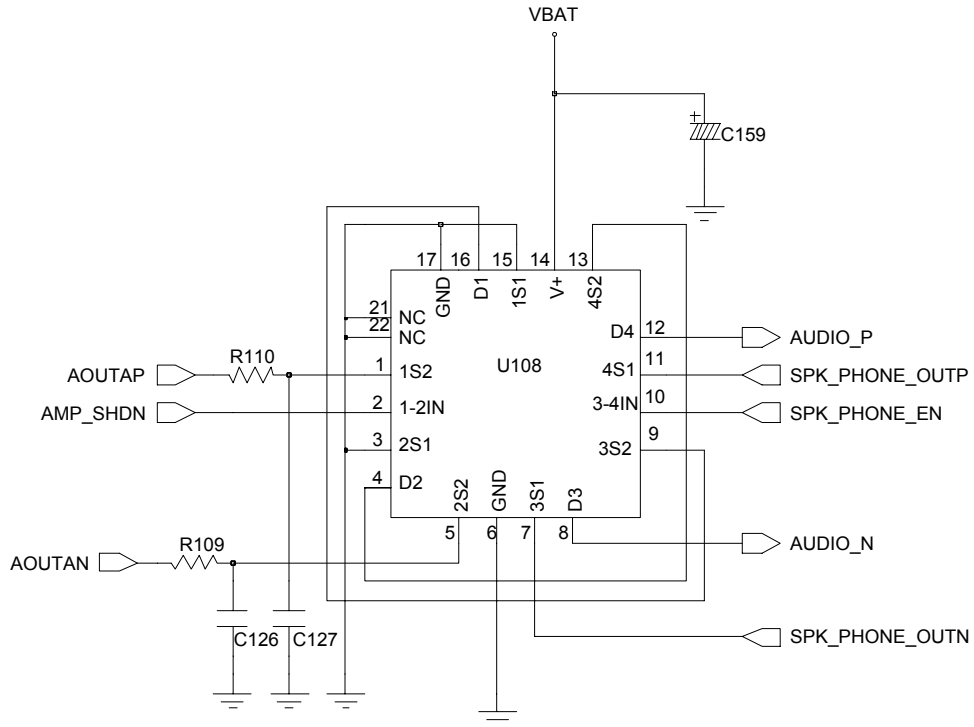 VBAT
+
C159
17 16 15 14 13
GND D1 1S1 V+ 4S2
21 NC
22 NC
D4 12 AUDIO_P
R110
U108
AOUTAP 1 1S2
4S1 11 SPK_PHONE_OUTP
AMP_SHDN 2 1-2IN
3-4IN 10 SPK_PHONE_EN
3 2S1
3S2 9
4 D2
2S2 GND 3S1 D3
5 6 7 8
AUDIO_N
R109
AOUTAN
C126 C127
SPK_PHONE_OUTN